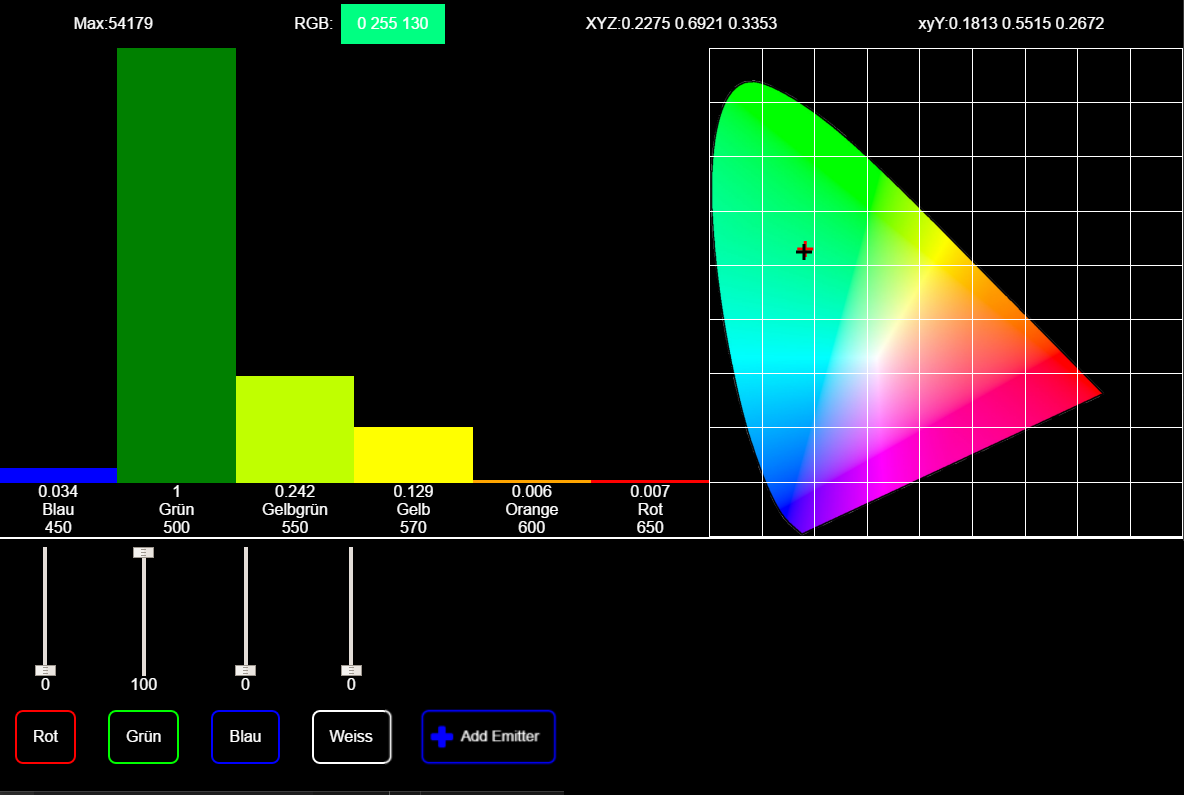 Max:54179 RGB: 0 255 130 XYZ:0.2275 0.6921 0.3353 xyY:0.1813 0.5515 0.2672
0.034 1 0.242 0.129 0.006 0.007
Blau Grün Gelbgrün Gelb Orange Rot
450 500 550 570 600 650
0 100 0 0
Rot Grün Blau Weiss Add Emitter